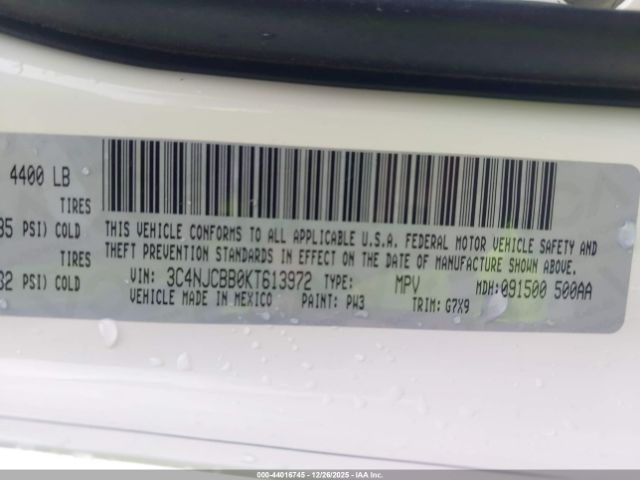 4400 LB
TIRES
35 PSI) COLD
TIRES
32 PSI) COLD
THIS VEHICLE CONFORMS TO ALL APPLICABLE U.S.A. FEDERAL MOTOR VEHICLE SAFETY AND
THEFT PREVENTION STANDARDS IN EFFECT ON THE DATE OF MANUFACTURE SHOWN ABOVE.
VIN: 3C4NJCBB0KT613972 TYPE: MPV MDH:091500 500AA
VEHICLE MADE IN MEXICO PAINT: PW3 TRIM: G7X9
000-44016745 - 12/26/2025 - IAA Inc.